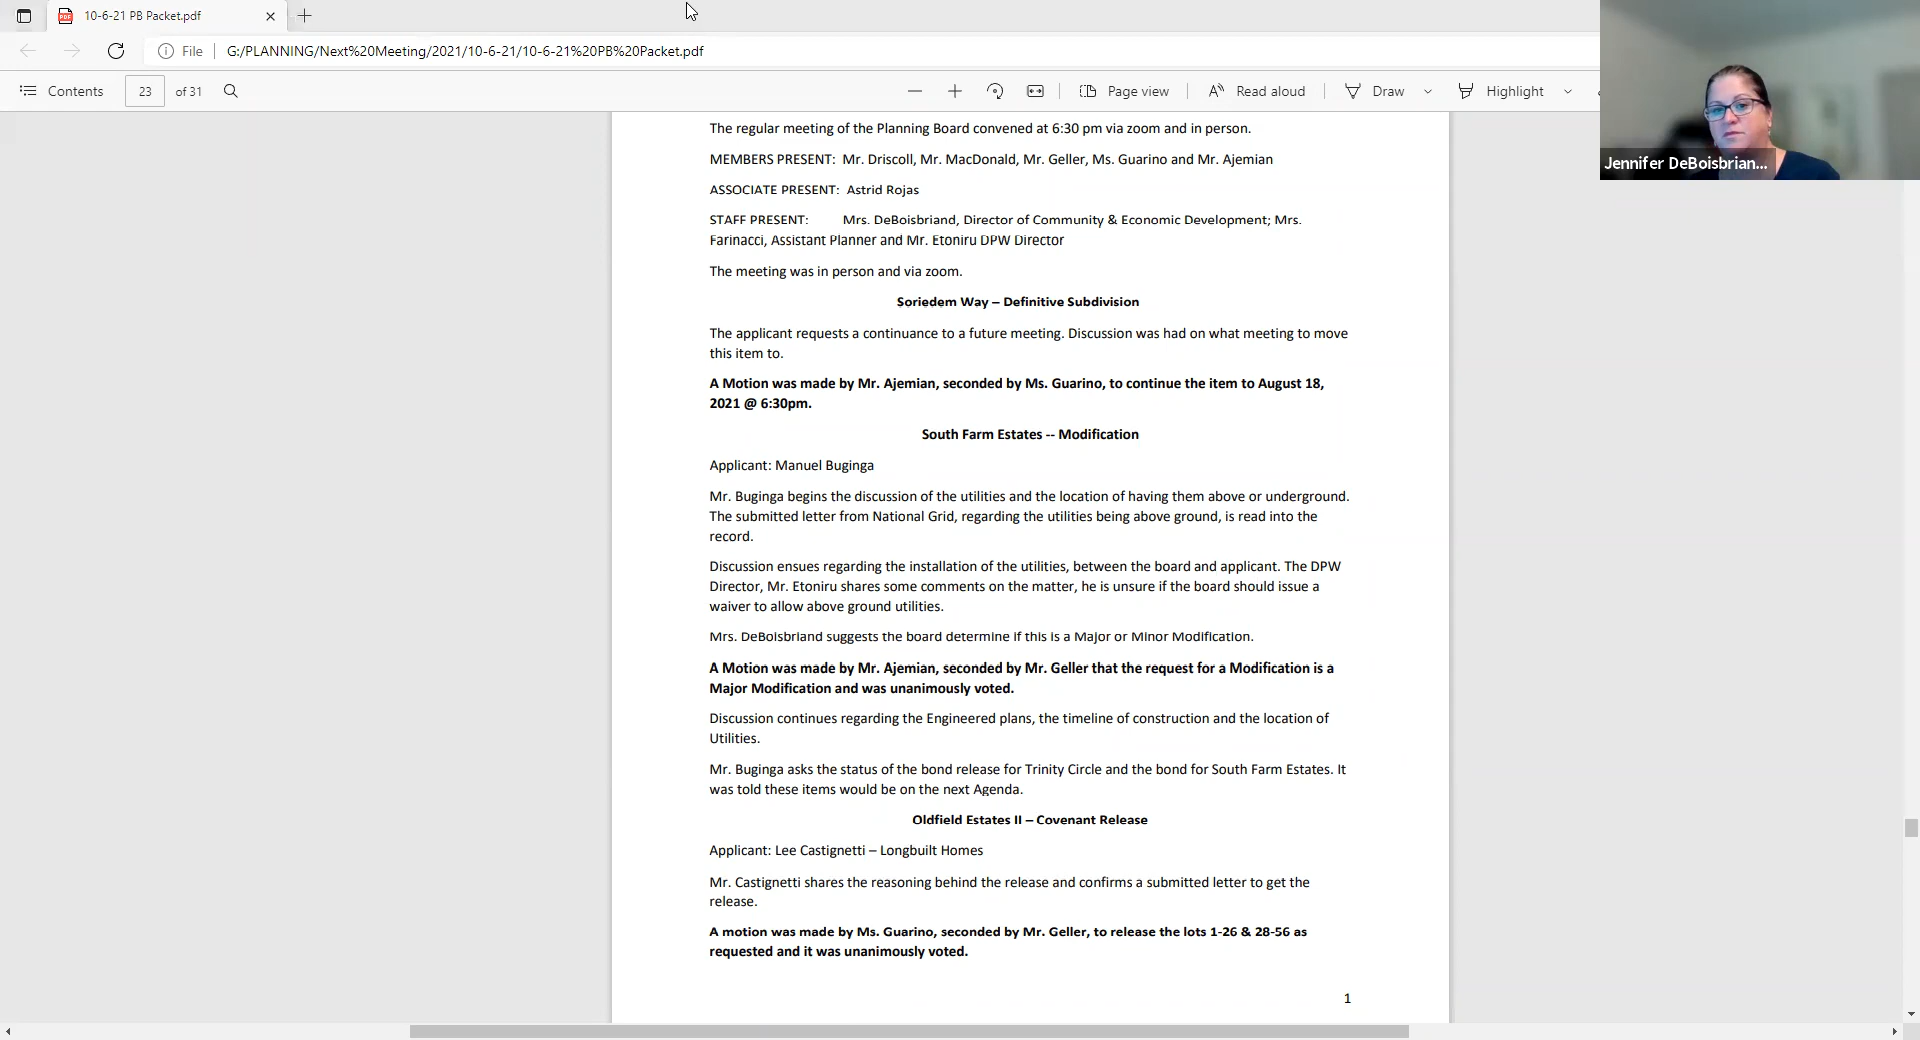 10-6-21 PB Packet.pdf
File
G:/PLANNING/Next%20Meeting/2021/10-6-21/10-6-21%20PB%20Packet.pdf
Contents
23
of 31
Page view
Read aloud
Draw
Highlight
Jennifer DeBoisbrian...
The regular meeting of the Planning Board convened at 6:30 pm via zoom and in person.
MEMBERS PRESENT: Mr. Driscoll, Mr. MacDonald, Mr. Geller, Ms. Guarino and Mr. Ajemian
ASSOCIATE PRESENT: Astrid Rojas
STAFF PRESENT: Mrs. DeBoisbriand, Director of Community & Economic Development; Mrs.
Farinacci, Assistant Planner and Mr. Etoniru DPW Director
The meeting was in person and via zoom.
Soriedem Way – Definitive Subdivision
The applicant requests a continuance to a future meeting. Discussion was had on what meeting to move
this item to.
A Motion was made by Mr. Ajemian, seconded by Ms. Guarino, to continue the item to August 18,
2021 @ 6:30pm.
South Farm Estates -- Modification
Applicant: Manuel Buginga
Mr. Buginga begins the discussion of the utilities and the location of having them above or underground.
The submitted letter from National Grid, regarding the utilities being above ground, is read into the
record.
Discussion ensues regarding the installation of the utilities, between the board and applicant. The DPW
Director, Mr. Etoniru shares some comments on the matter, he is unsure if the board should issue a
waiver to allow above ground utilities.
Mrs. DeBoisbriand suggests the board determine if this is a Major or Minor Modification.
A Motion was made by Mr. Ajemian, seconded by Mr. Geller that the request for a Modification is a
Major Modification and was unanimously voted.
Discussion continues regarding the Engineered plans, the timeline of construction and the location of
Utilities.
Mr. Buginga asks the status of the bond release for Trinity Circle and the bond for South Farm Estates. It
was told these items would be on the next Agenda.
Oldfield Estates II – Covenant Release
Applicant: Lee Castignetti – Longbuilt Homes
Mr. Castignetti shares the reasoning behind the release and confirms a submitted letter to get the
release.
A motion was made by Ms. Guarino, seconded by Mr. Geller, to release the lots 1-26 & 28-56 as
requested and it was unanimously voted.
1